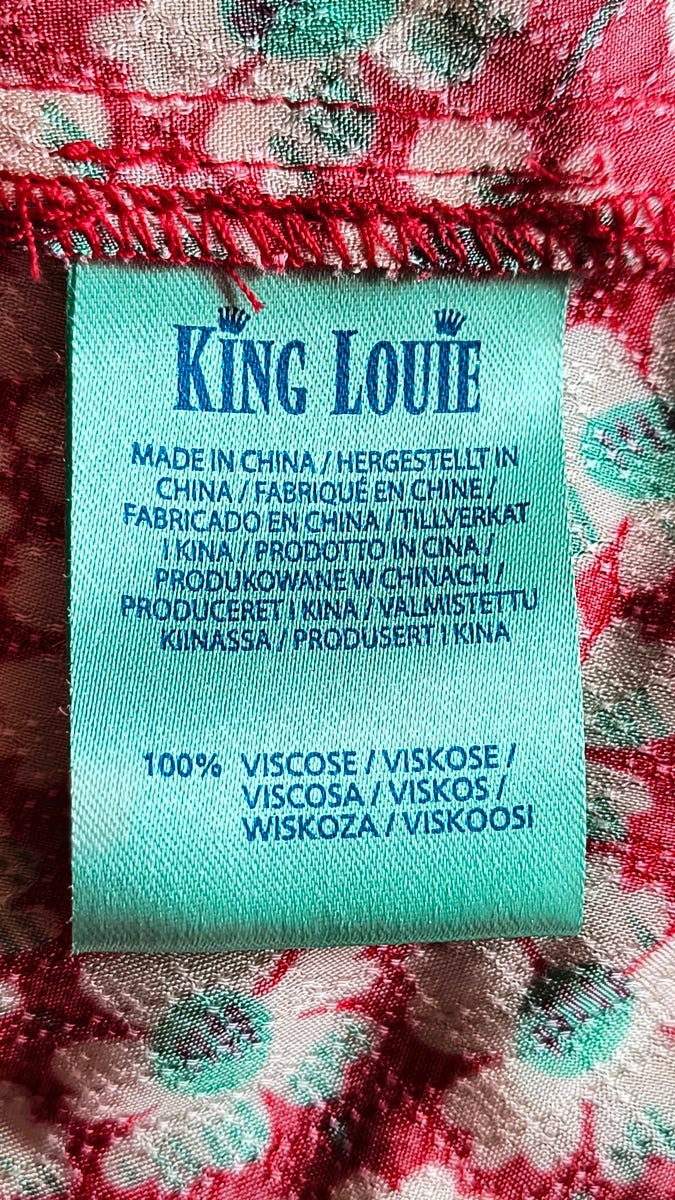 KING LOUIE
MADE IN CHINA / HERGESTELLT IN
CHINA / FABRIQUÉ EN CHINE /
FABRICADO EN CHINA / TILLVERKAT
I KINA / PRODOTTO IN CINA /
PRODUKOWANE W CHINACH /
PRODUCERET I KINA / VALMISTETTU
KIINASSA / PRODUSERT I KINA
100% VISCOSE / VISKOSE /
VISCOSA / VISKOS /
WISKOZA / VISKOOSI